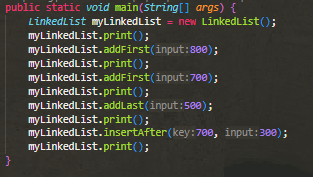 public static void main(String[] args) {
LinkedList myLinkedList = new LinkedList();
myLinkedList.print();
myLinkedList.addFirst(input:800);
myLinkedList.print();
myLinkedList.addFirst(input:700);
myLinkedList.print();
myLinkedList.addLast(input:500);
myLinkedList.print();
myLinkedList.insertAfter(key:700, input:300);
myLinkedList.print();
}